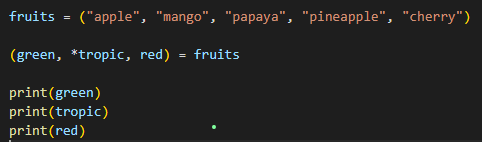 fruits = ("apple", "mango", "papaya", "pineapple", "cherry")
(green, *tropic, red) = fruits
print(green)
print(tropic)
print(red)